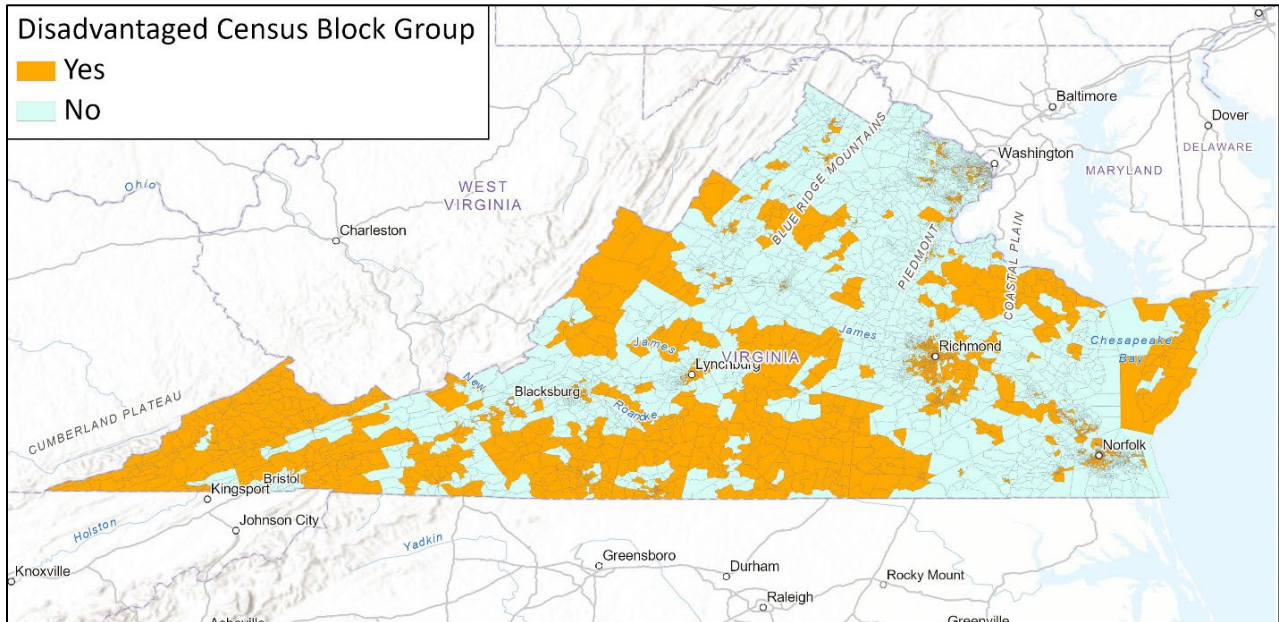 Disadvantaged Census Block Group
Yes
No
Baltimore
Dover
DELAWARE
Washington
MARYLAND
Ohio
WEST
VIRGINIA
Charleston
BLUE RIDGE MOUNTAINS
PIEDMONT
COASTAL PLAIN
James
Richmond
Chesapeake
Bay
James
VIRGINIA
Lynchburg
New
Blacksburg
Roanoke
CUMBERLAND PLATEAU
Norfolk
Bristol
Kingsport
Holston
Johnson City
Yadkin
Knoxville
Greensboro
Durham
Rocky Mount
Raleigh
Greenville